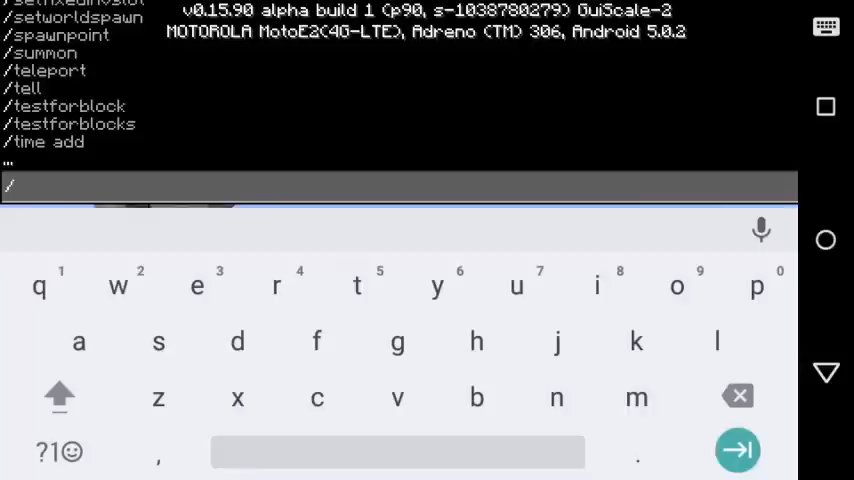 /setfixedinvslot
/setworldspawn
/spawnpoint
/summon
/teleport
/tell
/testforblock
/testforblocks
/time add
...
v0.15.90 alpha build 1 (p90, s-1038780279) GuiScale-2
MOTOROLA MotoE2(4G-LTE), Adreno (TM) 306, Android 5.0.2
/
q 1 w 2 e 3 r 4 t 5 y 6 u 7 i 8 o 9 p 0
a s d f g h j k l
z x c v b n m
?1☺ , .